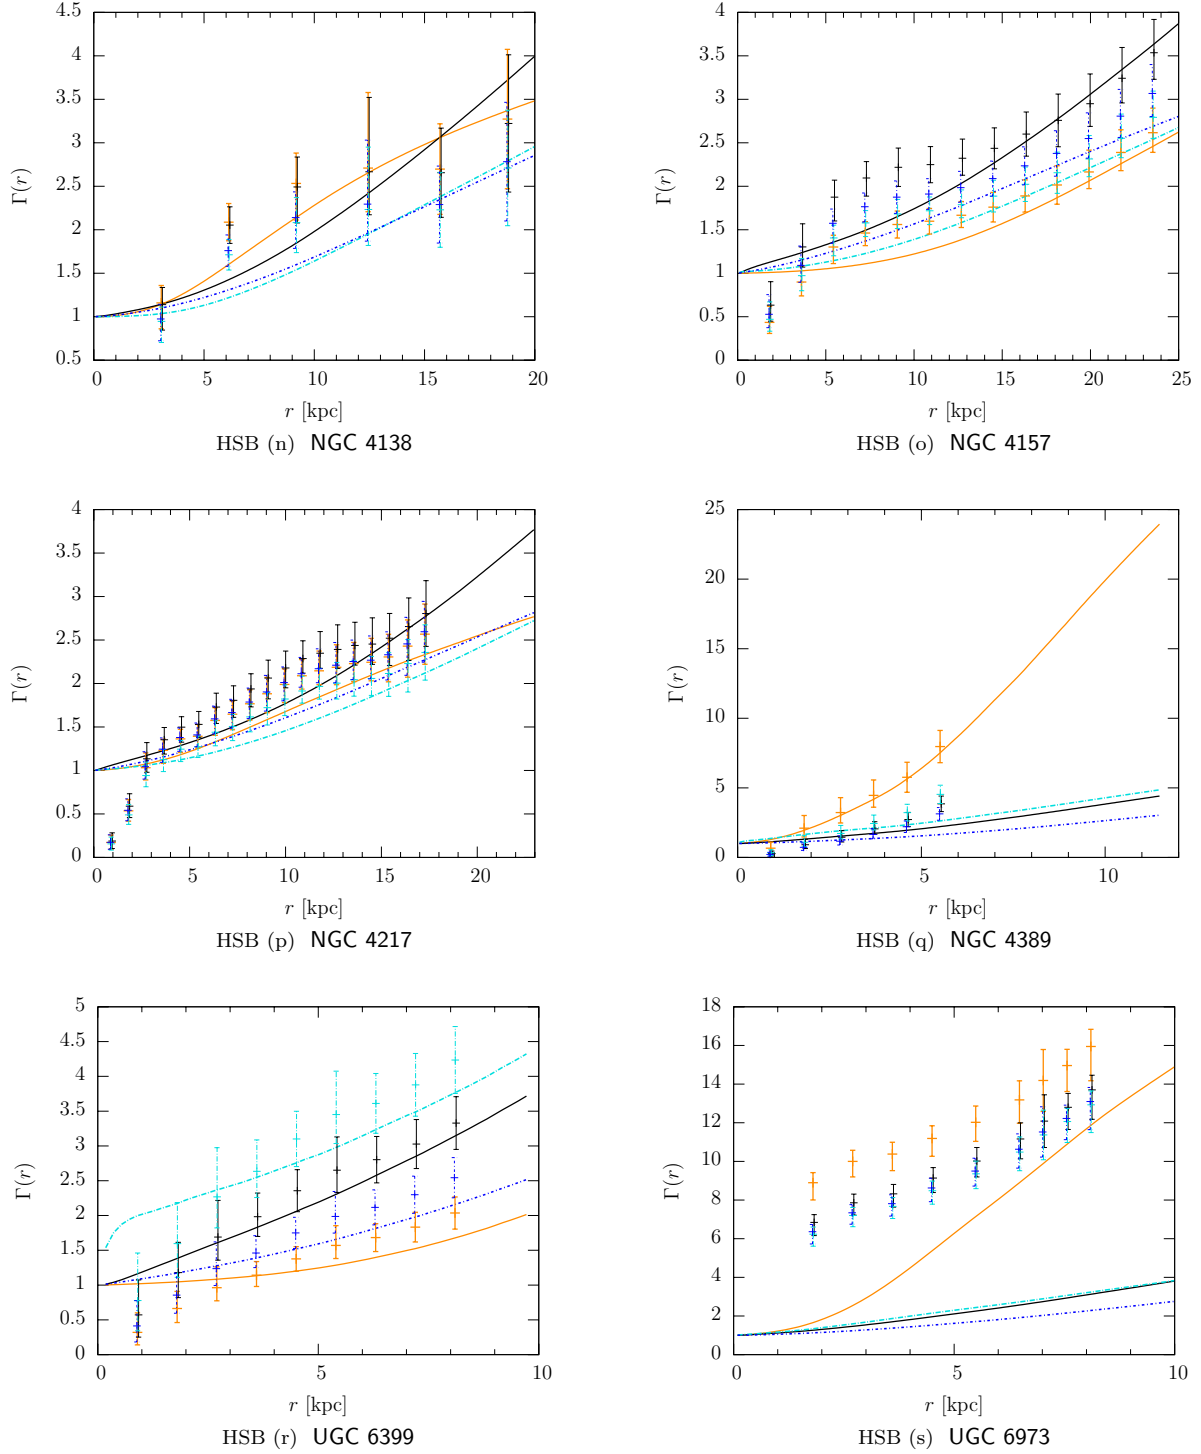 5
4.5
4
3.5
3
2.5
2
1.5
1
0.5
Γ(r)
0 5 10 15 20
r [kpc]
HSB (n) NGC 4138
4
3.5
3
2.5
2
1.5
1
0.5
0
Γ(r)
0 5 10 15 20 25
r [kpc]
HSB (o) NGC 4157
4
3.5
3
2.5
2
1.5
1
0.5
0
Γ(r)
0 5 10 15 20
r [kpc]
HSB (p) NGC 4217
25
20
15
10
5
0
Γ(r)
0 5 10
r [kpc]
HSB (q) NGC 4389
5
4.5
4
3.5
3
2.5
2
1.5
1
0.5
0
Γ(r)
0 5 10
r [kpc]
HSB (r) UGC 6399
18
16
14
12
10
8
6
4
2
0
Γ(r)
0 5 10
r [kpc]
HSB (s) UGC 6973